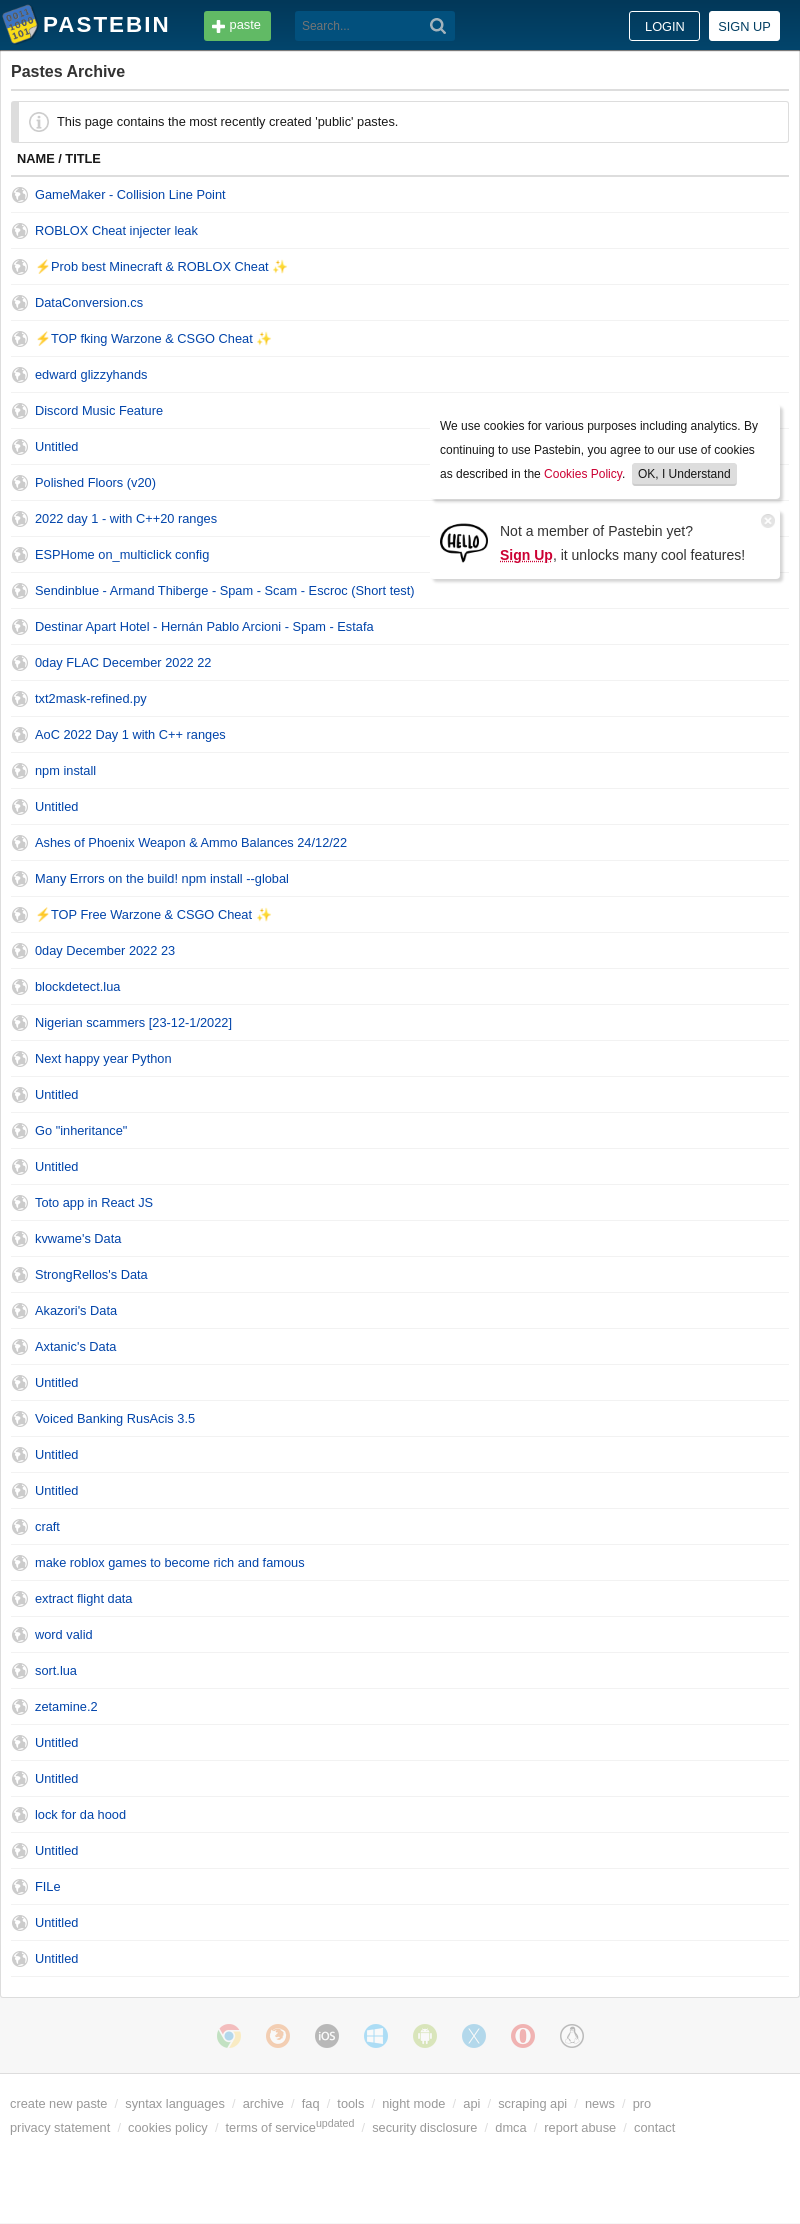 PASTEBIN
paste
Search...
LOGIN
SIGN UP
Pastes Archive
This page contains the most recently created 'public' pastes.
NAME / TITLE
GameMaker - Collision Line Point
ROBLOX Cheat injecter leak
⚡Prob best Minecraft & ROBLOX Cheat ✨
DataConversion.cs
⚡TOP fking Warzone & CSGO Cheat ✨
edward glizzyhands
Discord Music Feature
Untitled
Polished Floors (v20)
2022 day 1 - with C++20 ranges
ESPHome on_multiclick config
Sendinblue - Armand Thiberge - Spam - Scam - Escroc (Short test)
We use cookies for various purposes including analytics. By
continuing to use Pastebin, you agree to our use of cookies
as described in the Cookies Policy. OK, I Understand
HELLO
Not a member of Pastebin yet?
Sign Up, it unlocks many cool features!
Destinar Apart Hotel - Hernán Pablo Arcioni - Spam - Estafa
0day FLAC December 2022 22
txt2mask-refined.py
AoC 2022 Day 1 with C++ ranges
npm install
Untitled
Ashes of Phoenix Weapon & Ammo Balances 24/12/22
Many Errors on the build! npm install --global
⚡TOP Free Warzone & CSGO Cheat ✨
0day December 2022 23
blockdetect.lua
Nigerian scammers [23-12-1/2022]
Next happy year Python
Untitled
Go "inheritance"
Untitled
Toto app in React JS
kvwame's Data
StrongRellos's Data
Akazori's Data
Axtanic's Data
Untitled
Voiced Banking RusAcis 3.5
Untitled
Untitled
craft
make roblox games to become rich and famous
extract flight data
word valid
sort.lua
zetamine.2
Untitled
Untitled
lock for da hood
Untitled
FILe
Untitled
Untitled
iOS
create new paste / syntax languages / archive / faq / tools / night mode / api / scraping api / news / pro
privacy statement / cookies policy / terms of serviceupdated / security disclosure / dmca / report abuse / contact